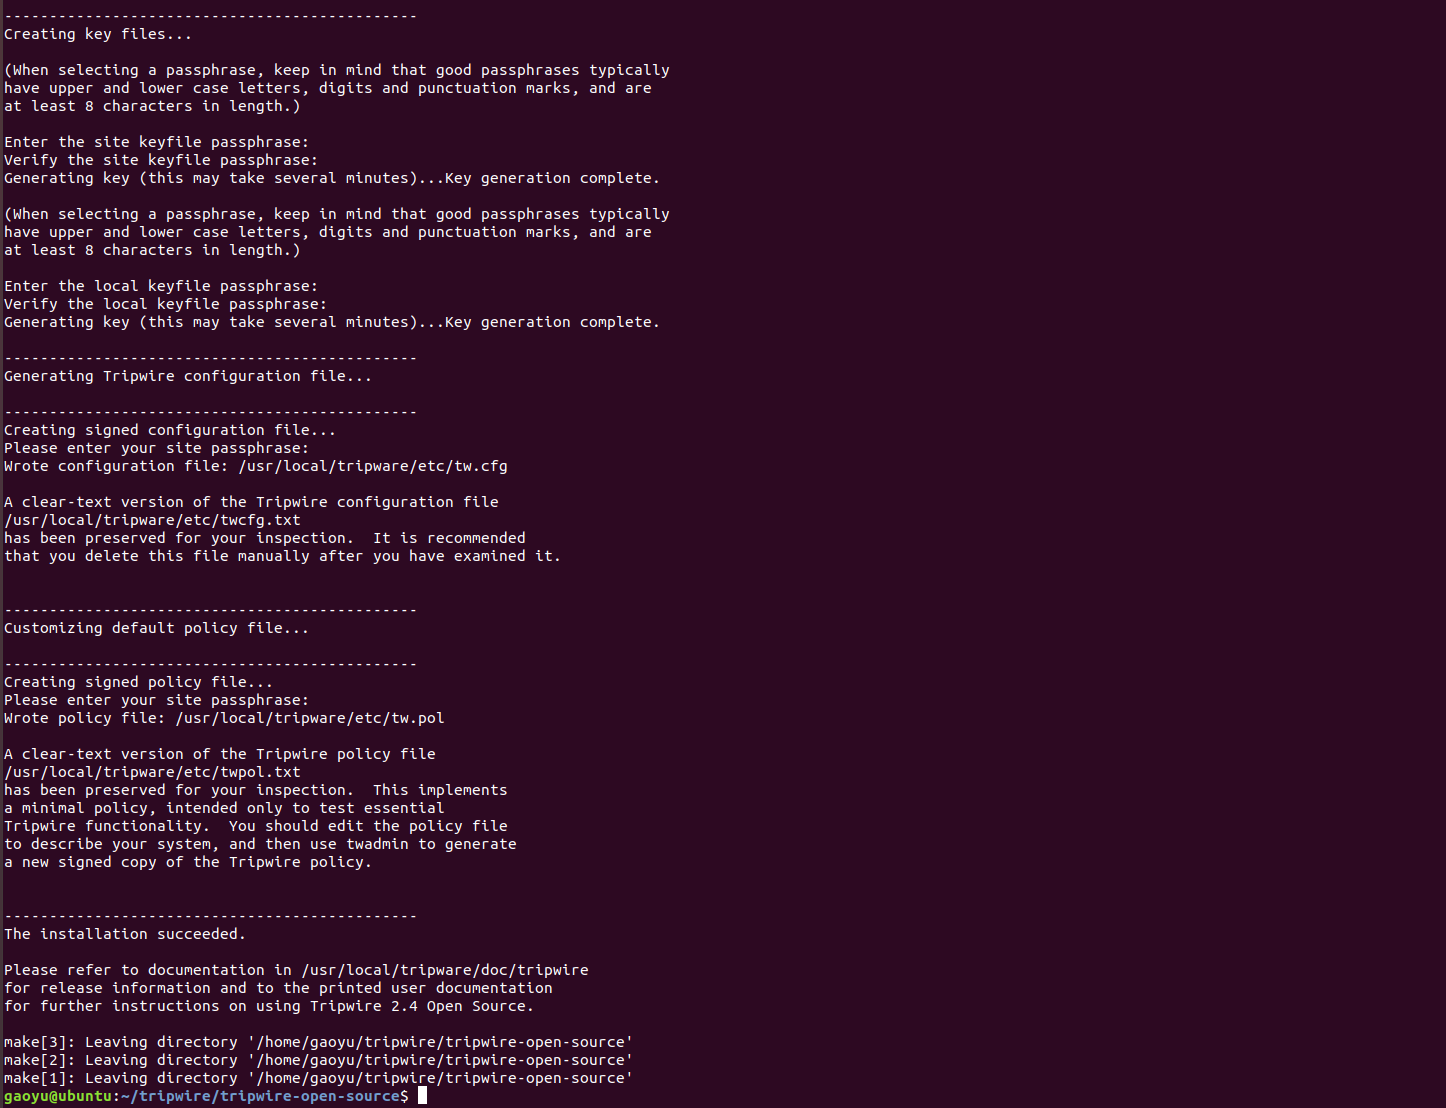 ----------------------------------------------
Creating key files...
(When selecting a passphrase, keep in mind that good passphrases typically
have upper and lower case letters, digits and punctuation marks, and are
at least 8 characters in length.)
Enter the site keyfile passphrase:
Verify the site keyfile passphrase:
Generating key (this may take several minutes)...Key generation complete.
(When selecting a passphrase, keep in mind that good passphrases typically
have upper and lower case letters, digits and punctuation marks, and are
at least 8 characters in length.)
Enter the local keyfile passphrase:
Verify the local keyfile passphrase:
Generating key (this may take several minutes)...Key generation complete.
----------------------------------------------
Generating Tripwire configuration file...
----------------------------------------------
Creating signed configuration file...
Please enter your site passphrase:
Wrote configuration file: /usr/local/tripware/etc/tw.cfg
A clear-text version of the Tripwire configuration file
/usr/local/tripware/etc/twcfg.txt
has been preserved for your inspection.  It is recommended
that you delete this file manually after you have examined it.
----------------------------------------------
Customizing default policy file...
----------------------------------------------
Creating signed policy file...
Please enter your site passphrase:
Wrote policy file: /usr/local/tripware/etc/tw.pol
A clear-text version of the Tripwire policy file
/usr/local/tripware/etc/twpol.txt
has been preserved for your inspection.  This implements
a minimal policy, intended only to test essential
Tripwire functionality.  You should edit the policy file
to describe your system, and then use twadmin to generate
a new signed copy of the Tripwire policy.
----------------------------------------------
The installation succeeded.
Please refer to documentation in /usr/local/tripware/doc/tripwire
for release information and to the printed user documentation
for further instructions on using Tripwire 2.4 Open Source.
make[3]: Leaving directory '/home/gaoyu/tripwire/tripwire-open-source'
make[2]: Leaving directory '/home/gaoyu/tripwire/tripwire-open-source'
make[1]: Leaving directory '/home/gaoyu/tripwire/tripwire-open-source'
gaoyu@ubuntu:~/tripwire/tripwire-open-source$